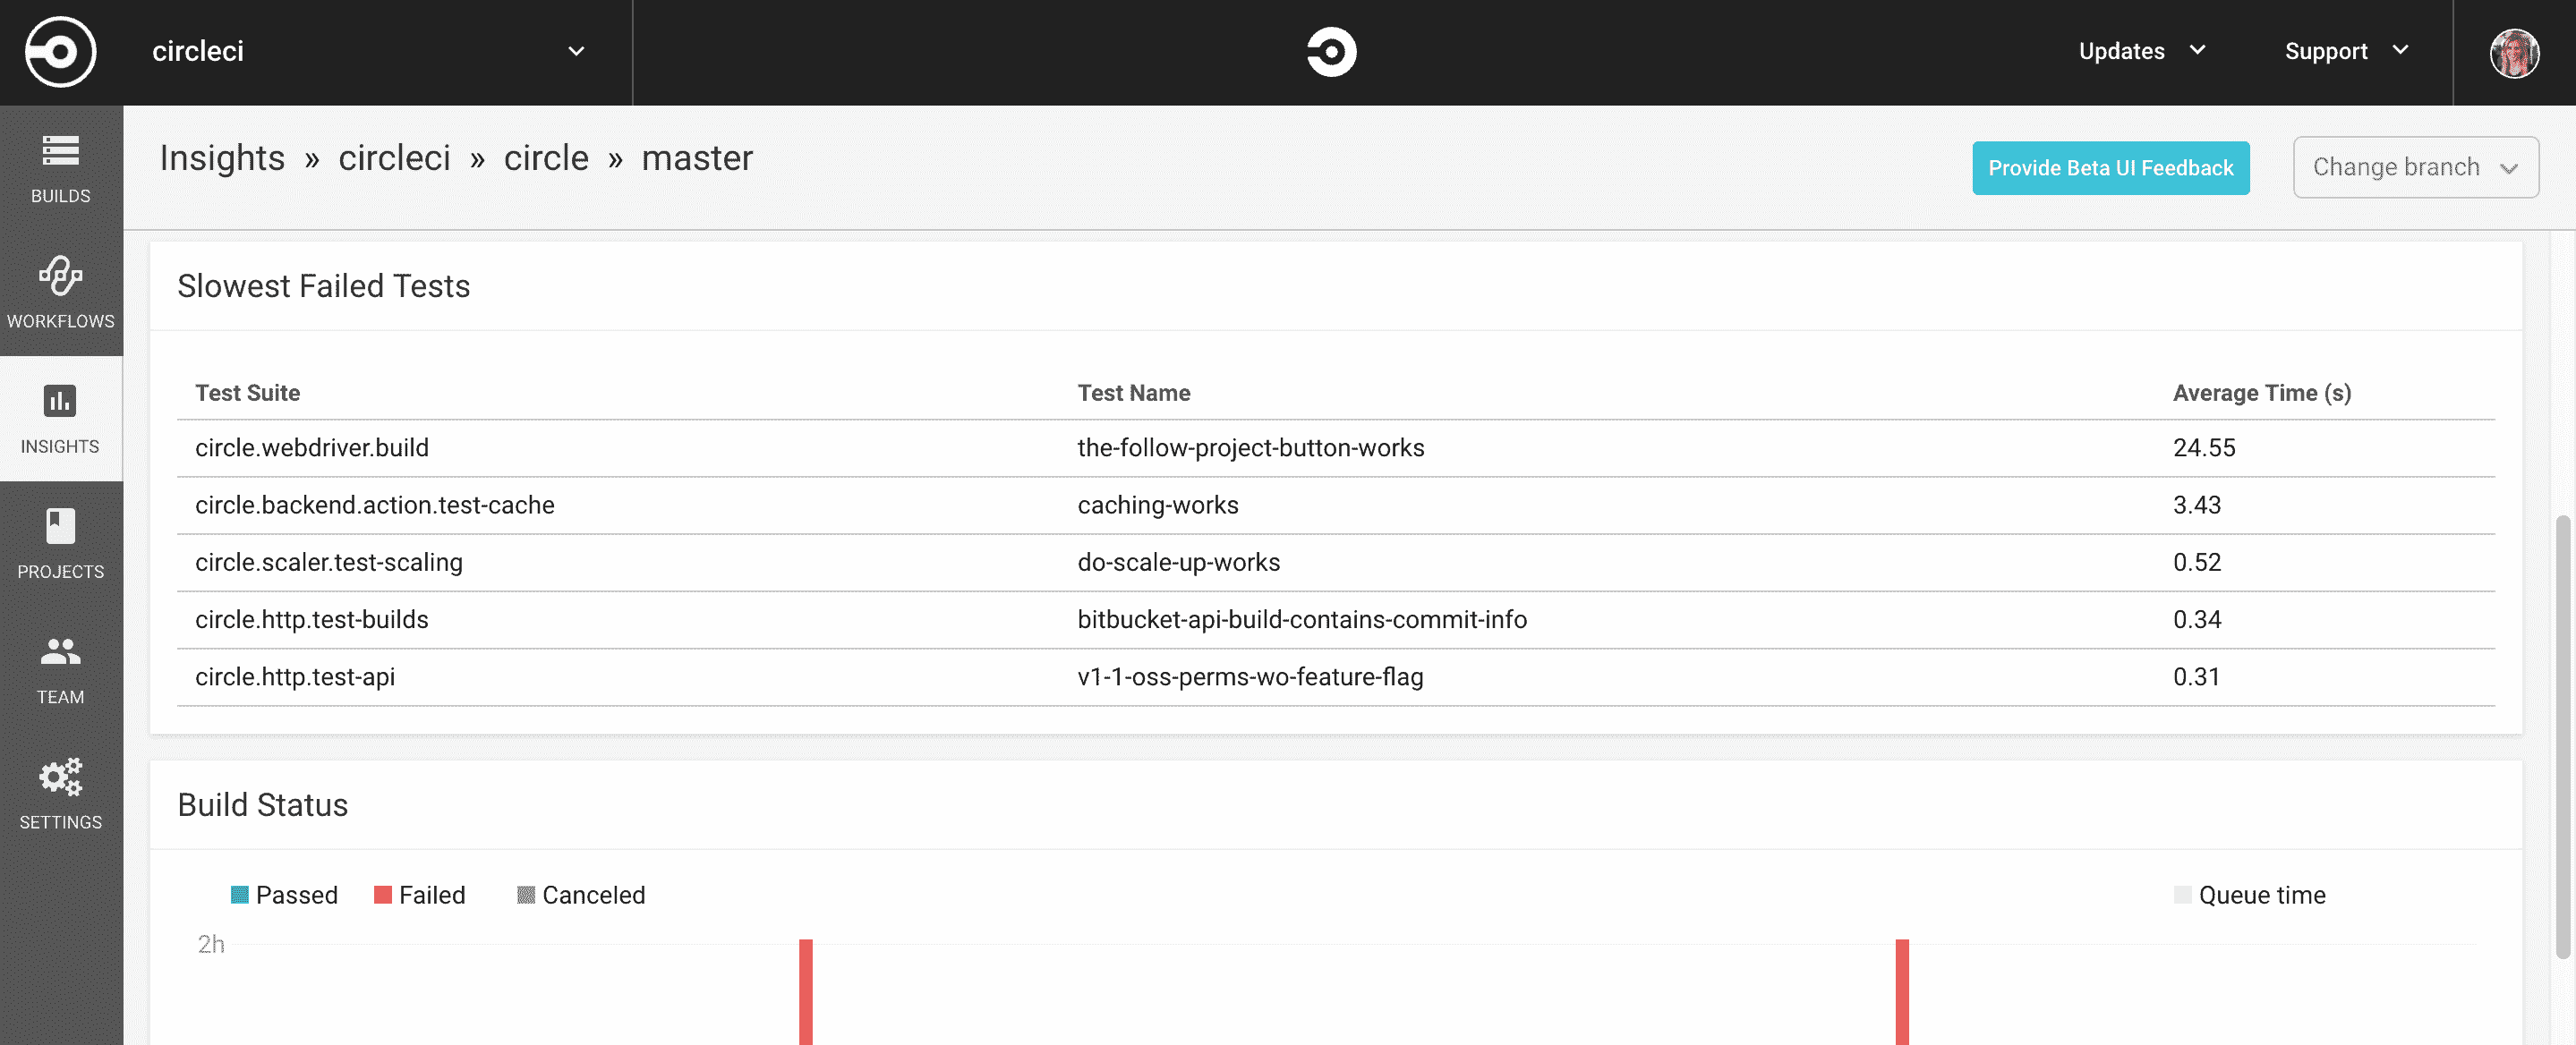 circleci
Updates
Support
BUILDS
WORKFLOWS
INSIGHTS
PROJECTS
TEAM
SETTINGS
Insights » circleci » circle » master
Provide Beta UI Feedback
Change branch
Slowest Failed Tests
Test Suite Test Name Average Time (s)
circle.webdriver.build the-follow-project-button-works 24.55
circle.backend.action.test-cache caching-works 3.43
circle.scaler.test-scaling do-scale-up-works 0.52
circle.http.test-builds bitbucket-api-build-contains-commit-info 0.34
circle.http.test-api v1-1-oss-perms-wo-feature-flag 0.31
Build Status
Passed Failed Canceled Queue time
2h